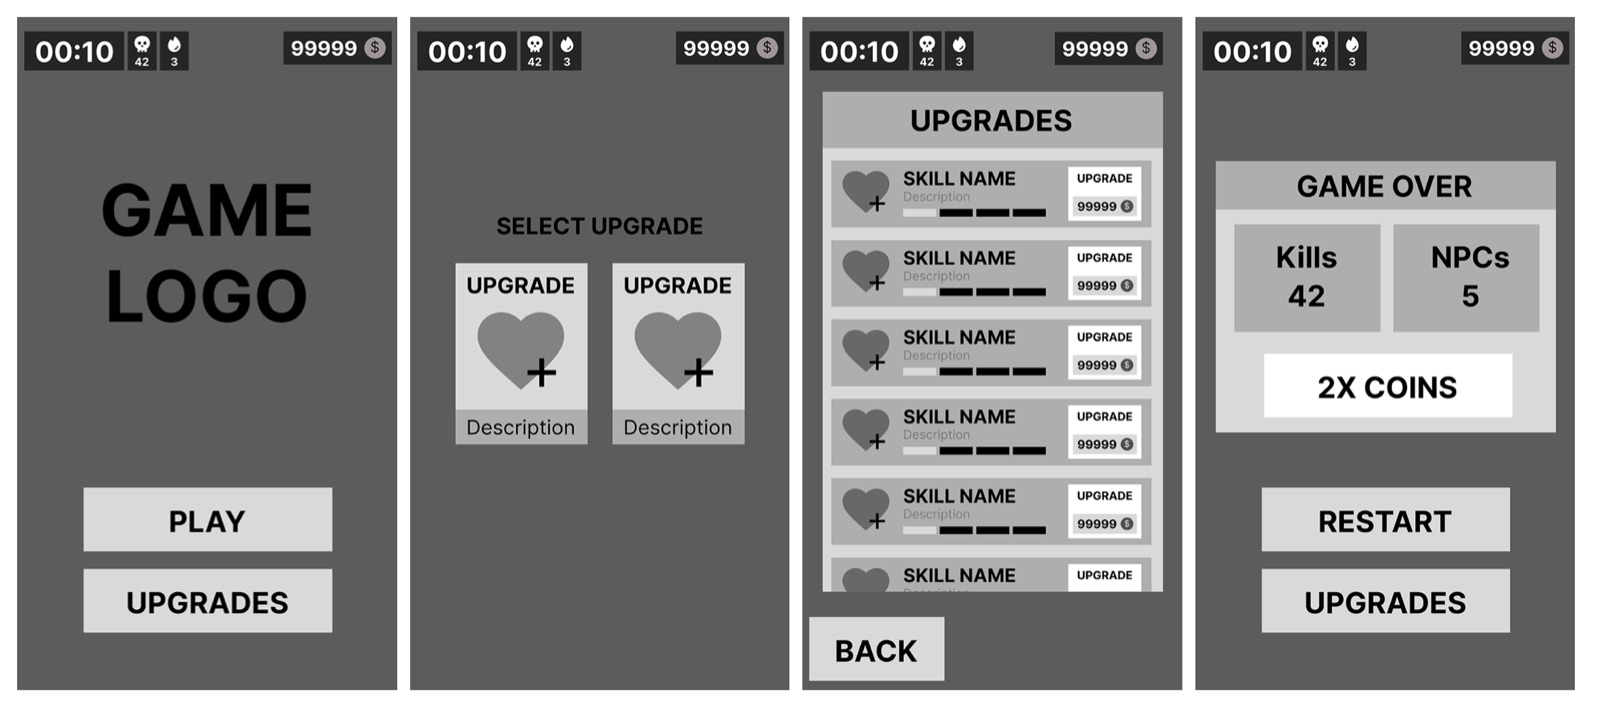 00:10
42
3
99999 $
GAME
LOGO
PLAY
UPGRADES
00:10
42
3
99999 $
SELECT UPGRADE
UPGRADE
Description
UPGRADE
Description
00:10
42
3
99999 $
UPGRADES
SKILL NAME
Description
UPGRADE
99999 $
SKILL NAME
Description
UPGRADE
99999 $
SKILL NAME
Description
UPGRADE
99999 $
SKILL NAME
Description
UPGRADE
99999 $
SKILL NAME
Description
UPGRADE
99999 $
SKILL NAME
Description
UPGRADE
BACK
00:10
42
3
99999 $
GAME OVER
Kills
42
NPCs
5
2X COINS
RESTART
UPGRADES